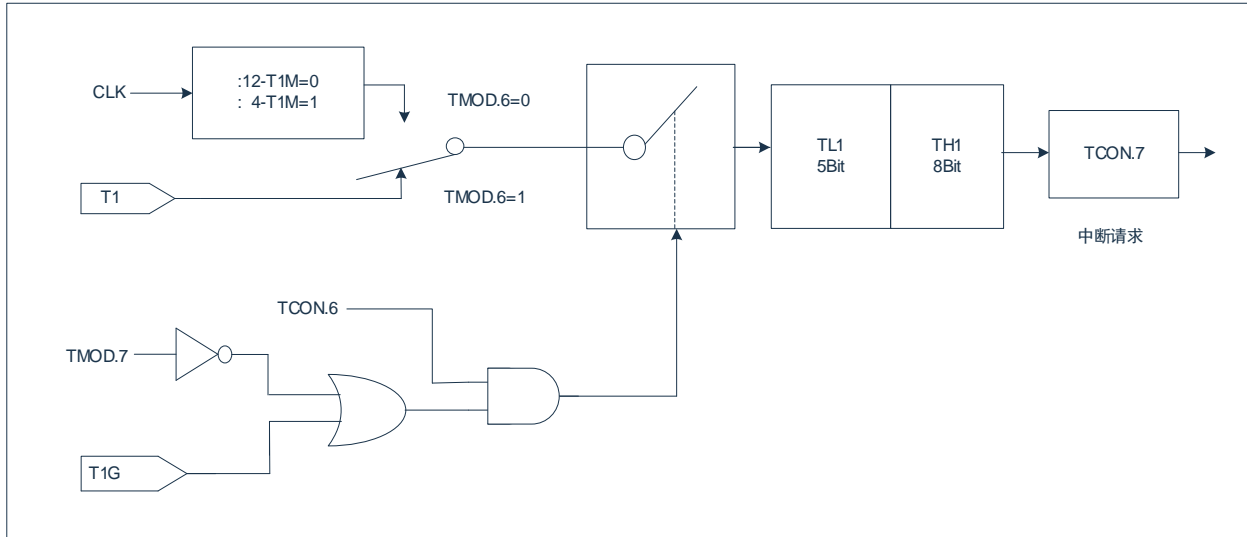 :12-T1M=0
: 4-T1M=1
CLK
TMOD.6=0
T1
TMOD.6=1
TL1
5Bit
TH1
8Bit
TCON.7
中断请求
TCON.6
TMOD.7
T1G